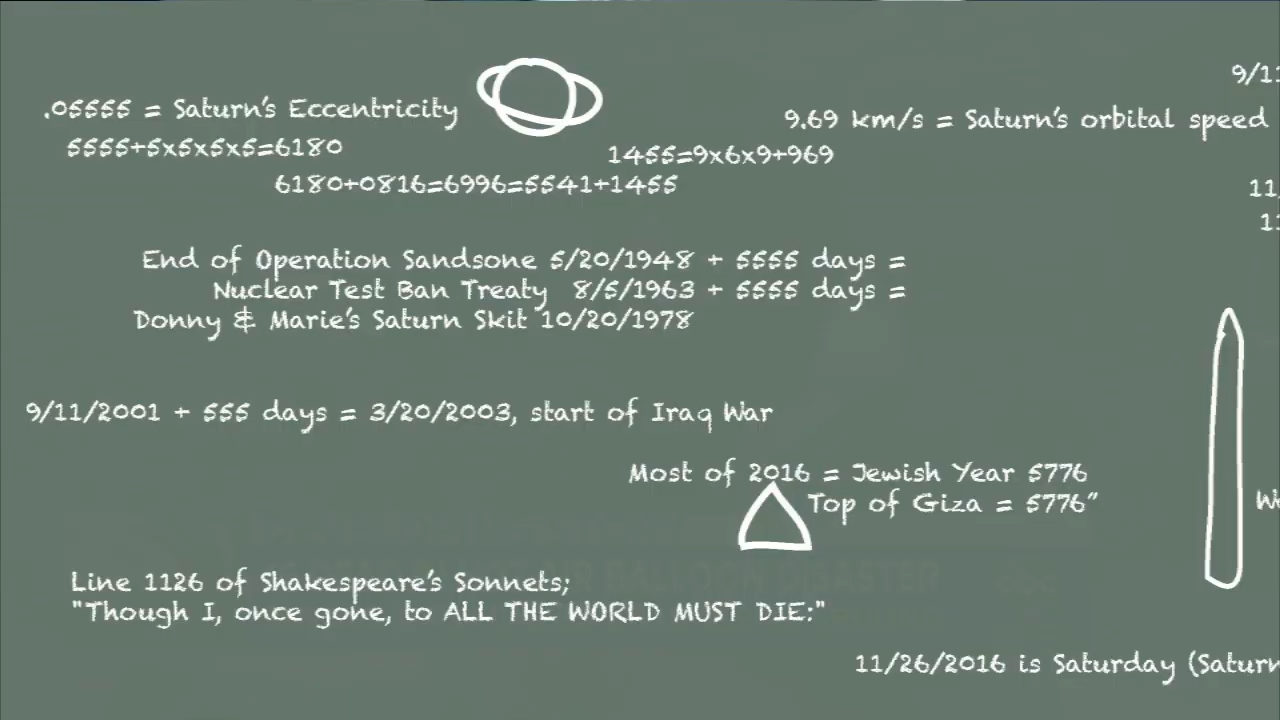 9/11
.05555 = Saturn's Eccentricity
9.69 km/s = Saturn's orbital speed
5555+5x5x5x5=6180
1455=9x6x9+969
6180+0816=6996=5541+1455
11/
11
End of Operation Sandsone 5/20/1948 + 5555 days =
Nuclear Test Ban Treaty 8/5/1963 + 5555 days =
Donny & Marie's Saturn Skit 10/20/1978
9/11/2001 + 555 days = 3/20/2003, start of Iraq War
Most of 2016 = Jewish Year 5776
Top of Giza = 5776"
Line 1126 of Shakespeare's Sonnets;
"Though I, once gone, to ALL THE WORLD MUST DIE:"
11/26/2016 is Saturday (Saturn